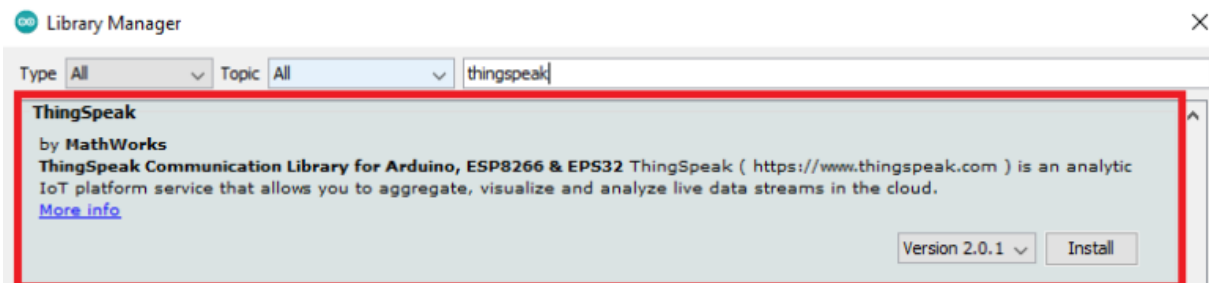 Library Manager
Type All Topic All thingspeak
ThingSpeak
by MathWorks
ThingSpeak Communication Library for Arduino, ESP8266 & EPS32 ThingSpeak ( https://www.thingspeak.com ) is an analytic
IoT platform service that allows you to aggregate, visualize and analyze live data streams in the cloud.
More info
Version 2.0.1 Install